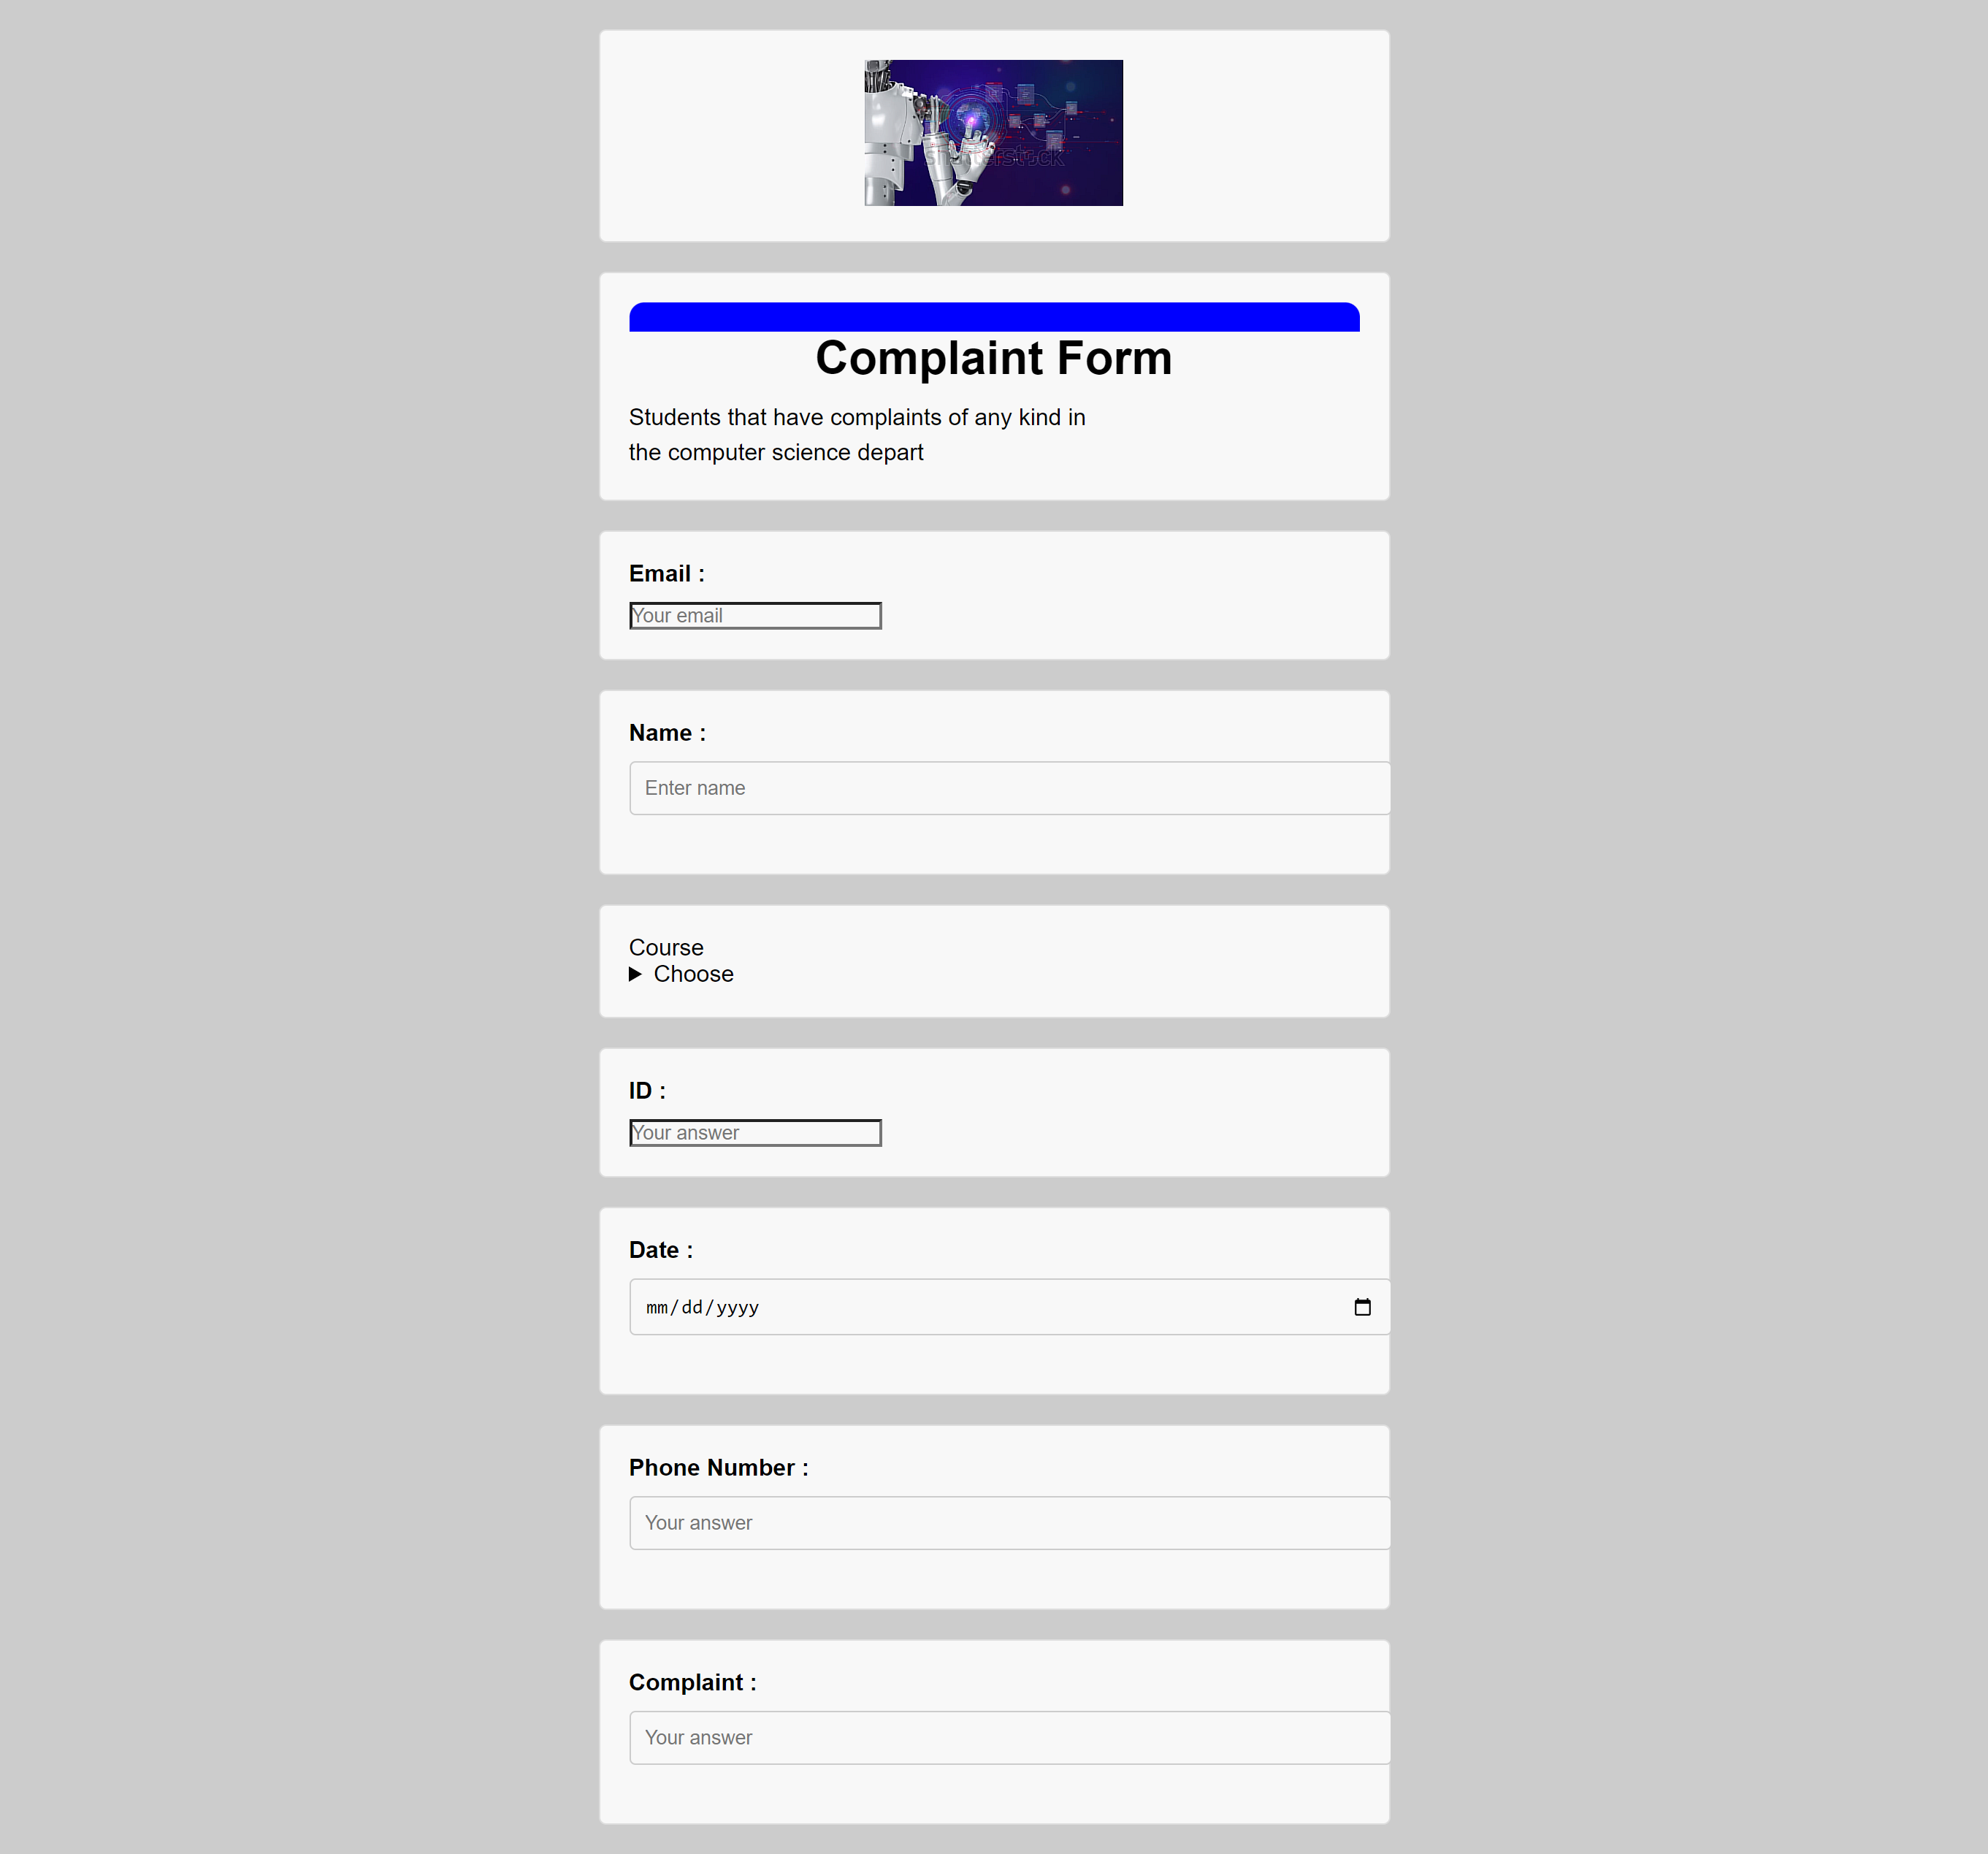 shutterstock
Complaint Form
Students that have complaints of any kind in
the computer science depart
Email :
Your email
Name :
Enter name
Course
Choose
ID :
Your answer
Date :
mm/dd/yyyy
Phone Number :
Your answer
Complaint :
Your answer